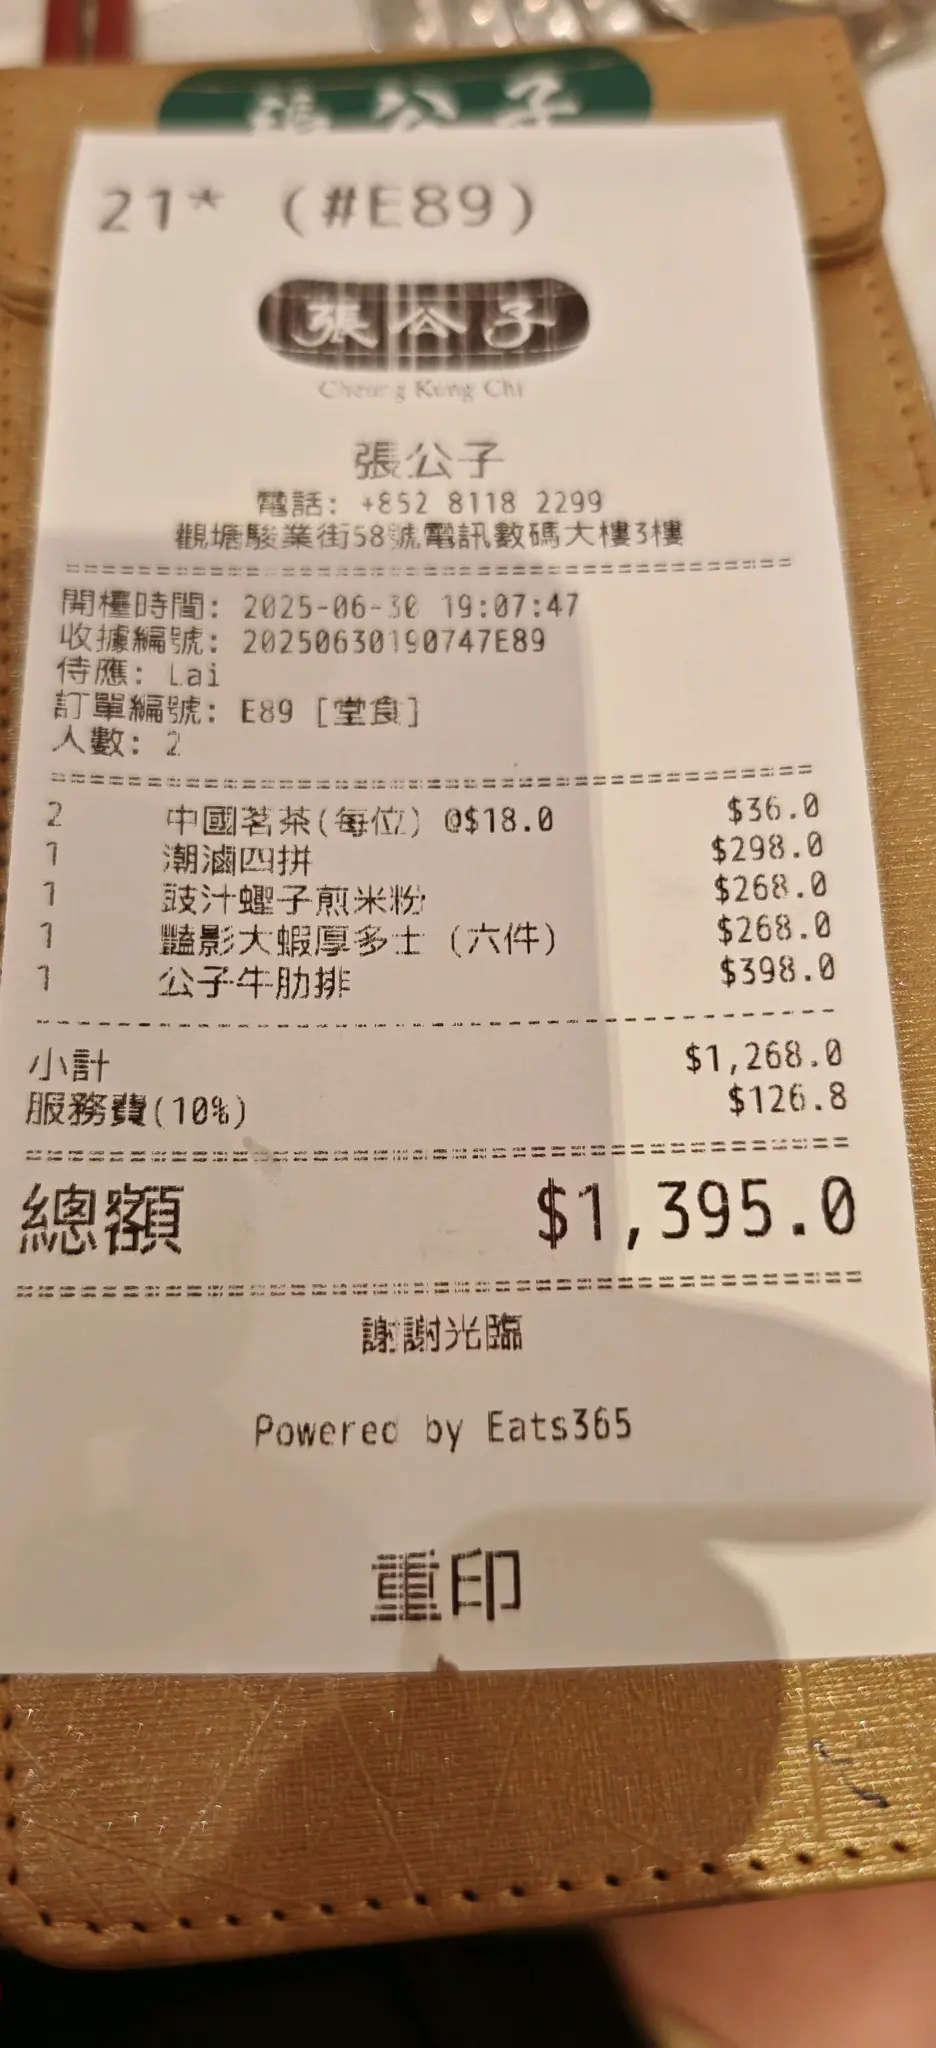 張公子
21* (#E89)
張公子
Cheung Kung Chi
張公子
電話: +852 8118 2299
觀塘駿業街58號電訊數碼大樓3樓
開檯時間: 2025-06-30 19:07:47
收據編號: 20250630190747E89
侍應: Lai
訂單編號: E89 [堂食]
人數: 2
2 中國茗茶(每位) @$18.0 $36.0
1 潮滷四拼 $298.0
1 豉汁蟶子煎米粉 $268.0
1 豔影大蝦厚多士 (六件) $268.0
1 公子牛肋排 $398.0
小計 $1,268.0
服務費(10%) $126.8
總額 $1,395.0
謝謝光臨
Powered by Eats365
重印